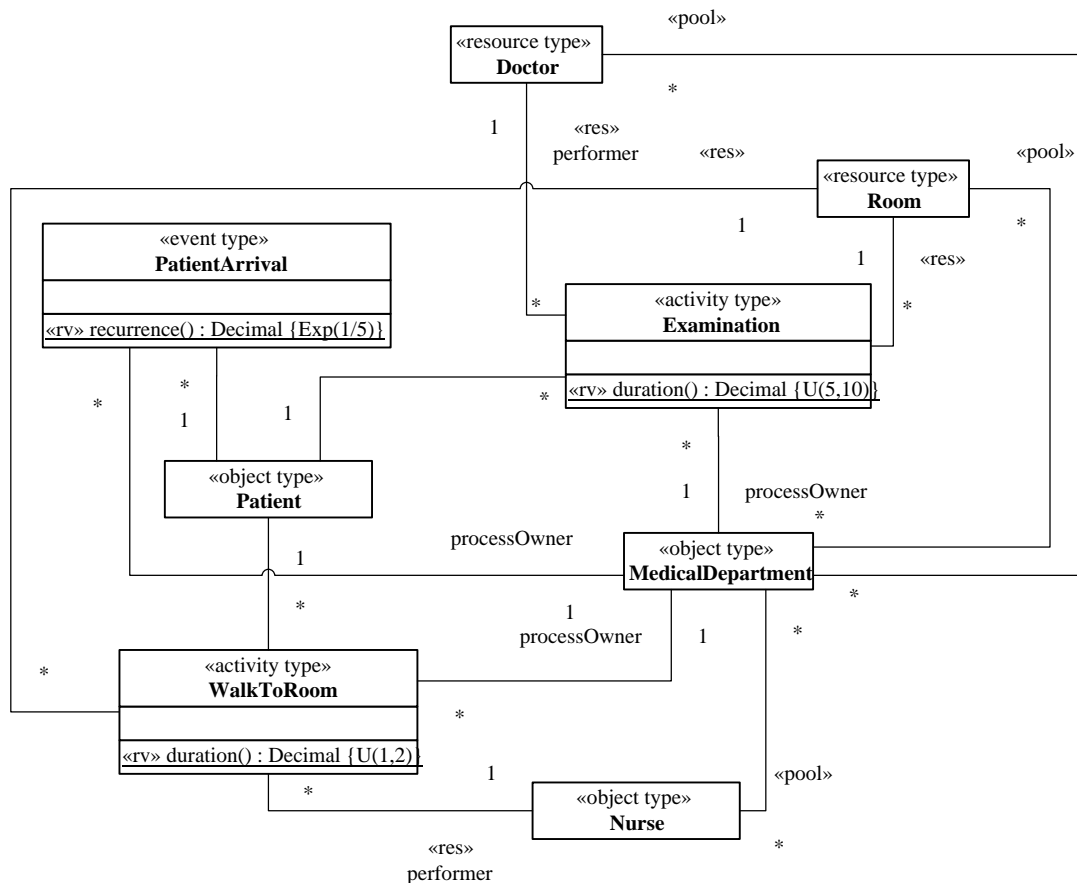 «pool»
«resource type»
Doctor
*
1
«res»
performer
«res»
«pool»
«resource type»
Room
*
1
1
«res»
*
«event type»
PatientArrival
«rv» recurrence() : Decimal {Exp(1/5)}
*
«activity type»
Examination
«rv» duration() : Decimal {U(5,10)}
*
*
1
1
*
*
«object type»
Patient
*
1
processOwner
*
processOwner
«object type»
MedicalDepartment
1
*
*
1
processOwner
1
*
«activity type»
WalkToRoom
«rv» duration() : Decimal {U(1,2)}
*
*
*
1
«pool»
«object type»
Nurse
*
«res»
performer